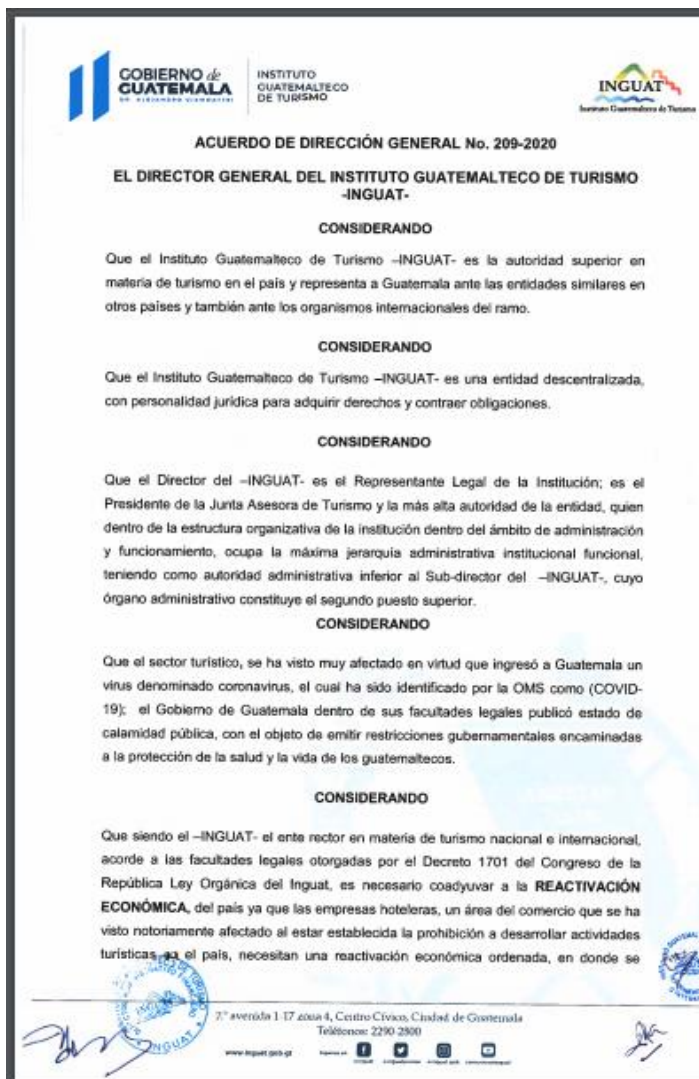 GOBIERNO de
GUATEMALA
DR. ALEJANDRO GIAMMATTEI
INSTITUTO
GUATEMALTECO
DE TURISMO
INGUAT
Instituto Guatemalteco de Turismo
ACUERDO DE DIRECCIÓN GENERAL No. 209-2020
EL DIRECTOR GENERAL DEL INSTITUTO GUATEMALTECO DE TURISMO
-INGUAT-
CONSIDERANDO
Que el Instituto Guatemalteco de Turismo –INGUAT- es la autoridad superior en
materia de turismo en el país y representa a Guatemala ante las entidades similares en
otros países y también ante los organismos internacionales del ramo.
CONSIDERANDO
Que el Instituto Guatemalteco de Turismo –INGUAT- es una entidad descentralizada,
con personalidad jurídica para adquirir derechos y contraer obligaciones.
CONSIDERANDO
Que el Director del –INGUAT- es el Representante Legal de la Institución; es el
Presidente de la Junta Asesora de Turismo y la más alta autoridad de la entidad, quien
dentro de la estructura organizativa de la institución dentro del ámbito de administración
y funcionamiento, ocupa la máxima jerarquía administrativa institucional funcional,
teniendo como autoridad administrativa inferior al Sub-director del –INGUAT-, cuyo
órgano administrativo constituye el segundo puesto superior.
CONSIDERANDO
Que el sector turístico, se ha visto muy afectado en virtud que ingresó a Guatemala un
virus denominado coronavirus, el cual ha sido identificado por la OMS como (COVID-
19); el Gobierno de Guatemala dentro de sus facultades legales publicó estado de
calamidad pública, con el objeto de emitir restricciones gubernamentales encaminadas
a la protección de la salud y la vida de los guatemaltecos.
CONSIDERANDO
Que siendo el –INGUAT- el ente rector en materia de turismo nacional e internacional,
acorde a las facultades legales otorgadas por el Decreto 1701 del Congreso de la
República Ley Orgánica del Inguat, es necesario coadyuvar a la REACTIVACIÓN
ECONÓMICA, del país ya que las empresas hoteleras, un área del comercio que se ha
visto notoriamente afectado al estar establecida la prohibición a desarrollar actividades
turísticas en el país, necesitan una reactivación económica ordenada, en donde se
7.ª avenida 1-17 zona 4, Centro Cívico, Ciudad de Guatemala
Teléfonos: 2290-2800
www.inguat.gob.gt
INGUAT